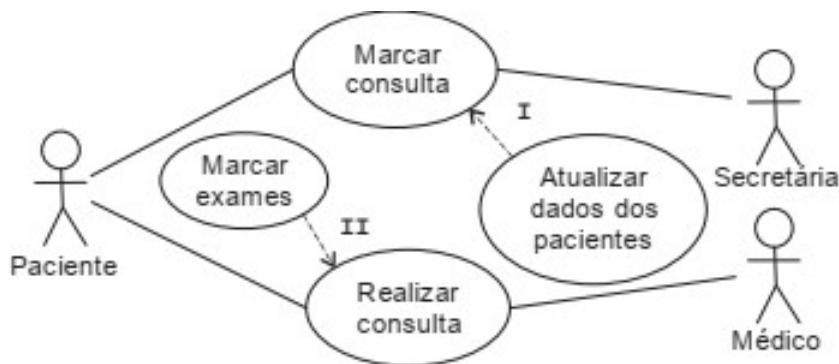 Marcar
consulta
I
Marcar
exames
Atualizar
dados dos
pacientes
Secretária
II
Paciente
Realizar
consulta
Médico